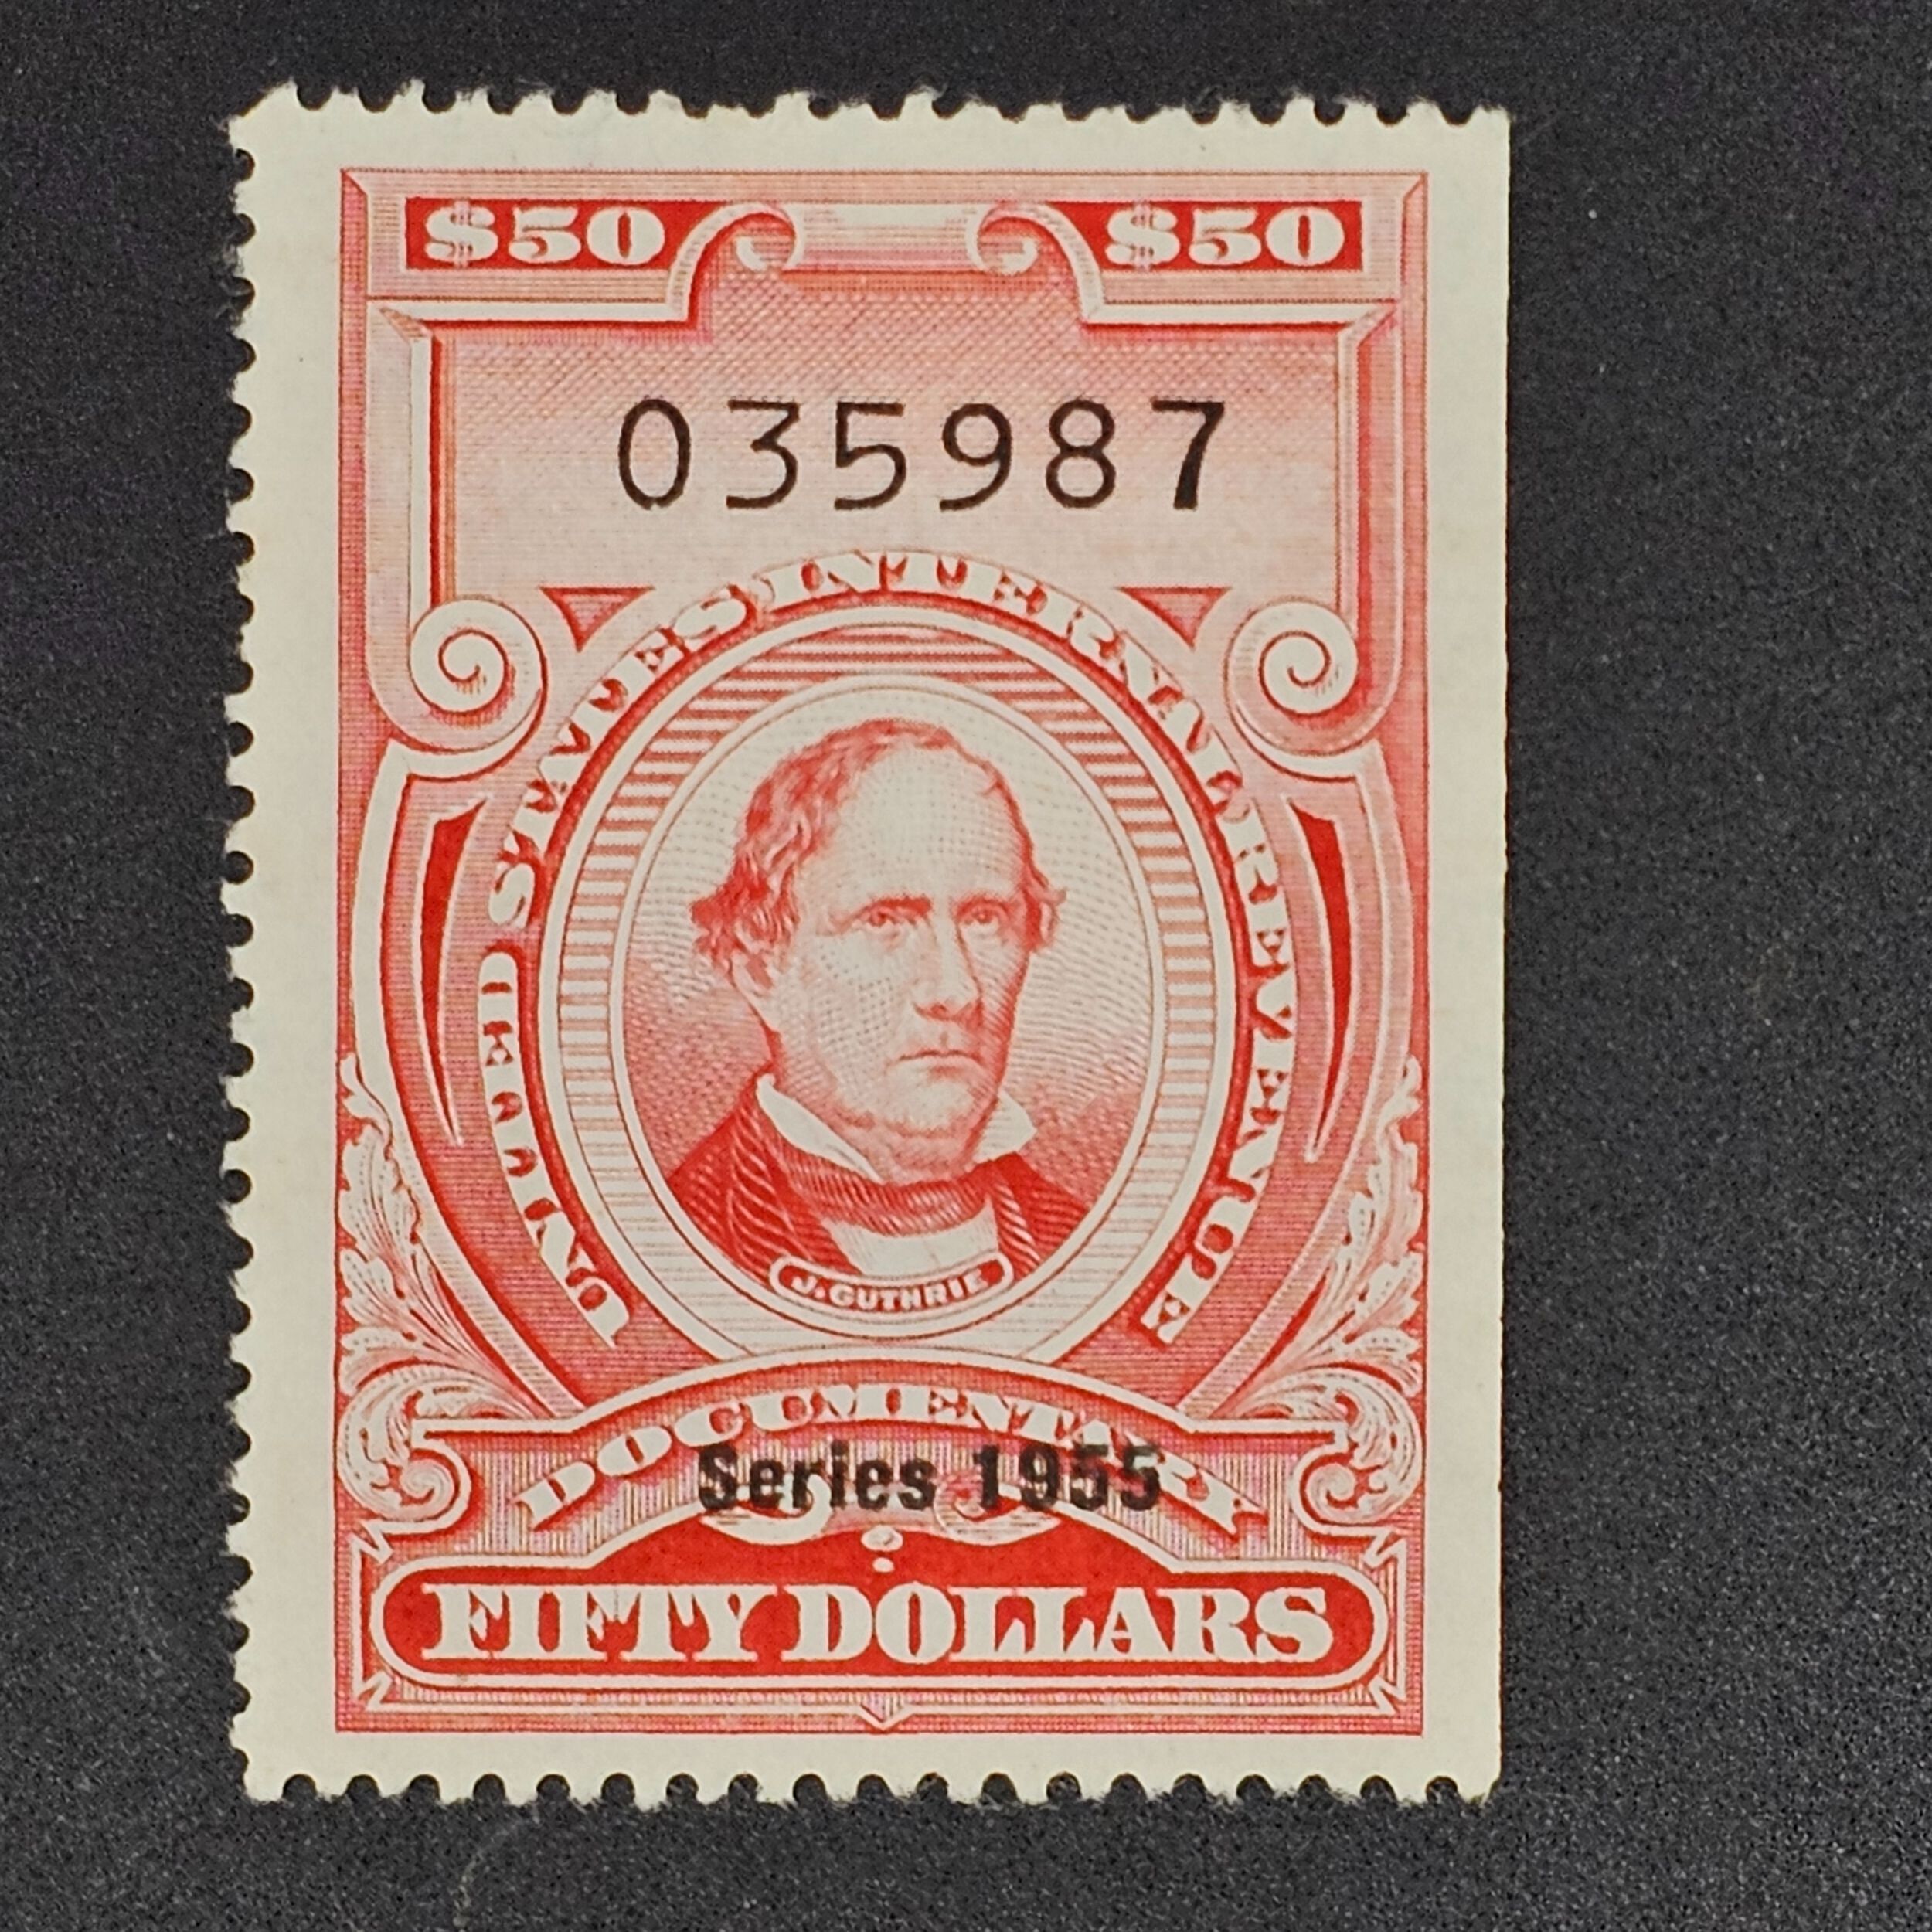 $50 $50
035987
UNITED STATES INTERNAL REVENUE
J. GUTHRIE
DOCUMENTARY
Series 1955
FIFTY DOLLARS